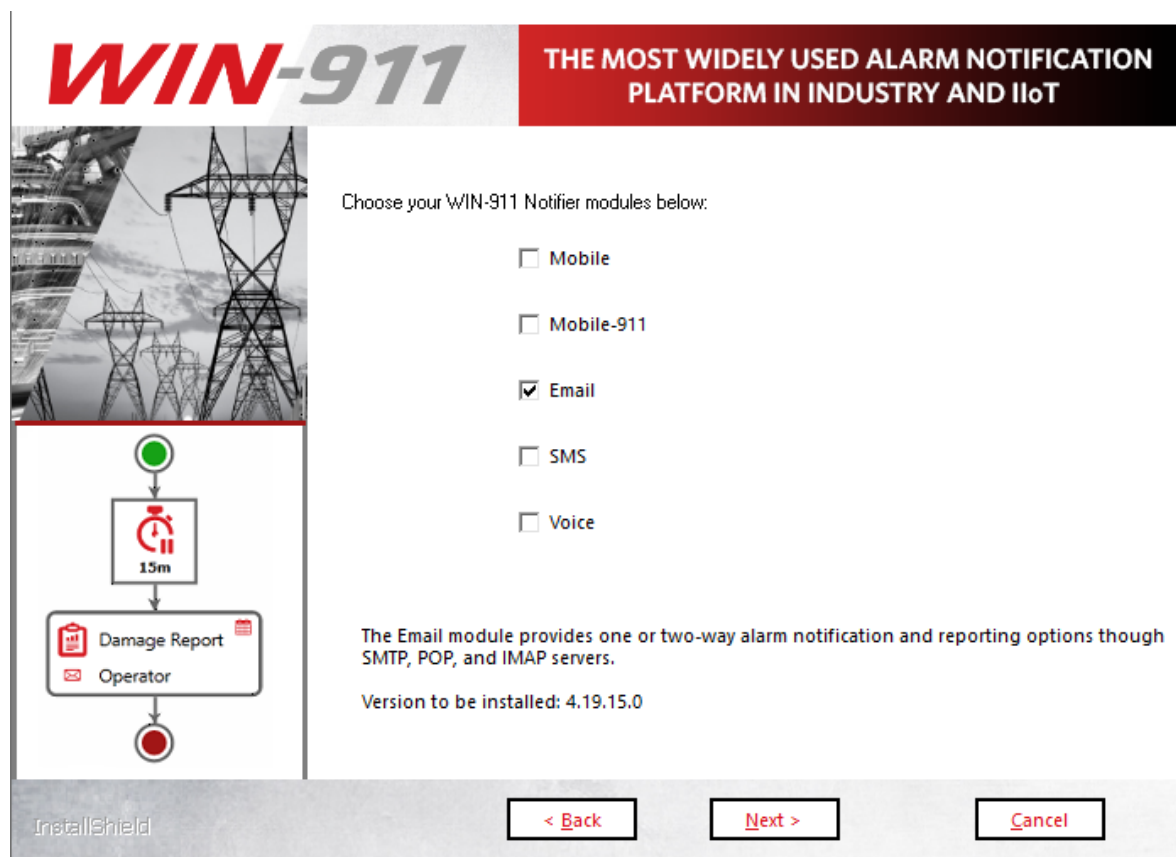 WIN-911
THE MOST WIDELY USED ALARM NOTIFICATION
PLATFORM IN INDUSTRY AND IIoT
Choose your WIN-911 Notifier modules below:
Mobile
Mobile-911
Email
SMS
Voice
15m
Damage Report
Operator
The Email module provides one or two-way alarm notification and reporting options though
SMTP, POP, and IMAP servers.
Version to be installed: 4.19.15.0
InstallShield
< Back
Next >
Cancel